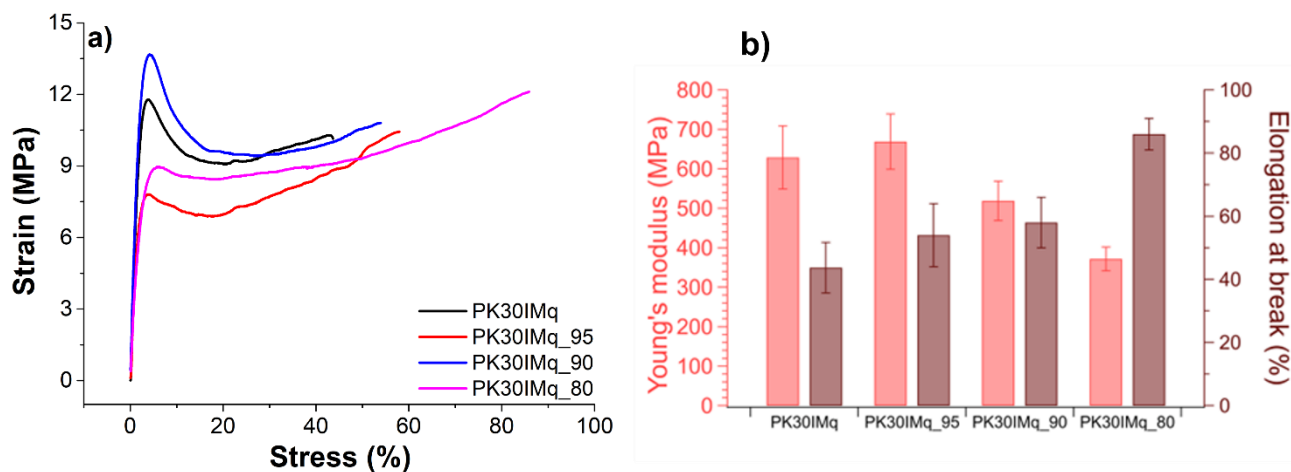 a)
Strain (MPa)
15
12
9
6
3
0
0
20
40
60
80
100
Stress (%)
PK30IMq
PK30IMq_95
PK30IMq_90
PK30IMq_80
b)
Young's modulus (MPa)
800
700
600
500
400
300
200
100
0
PK30IMq
PK30IMq_95
PK30IMq_90
PK30IMq_80
100
80
60
40
20
0
Elongation at break (%)